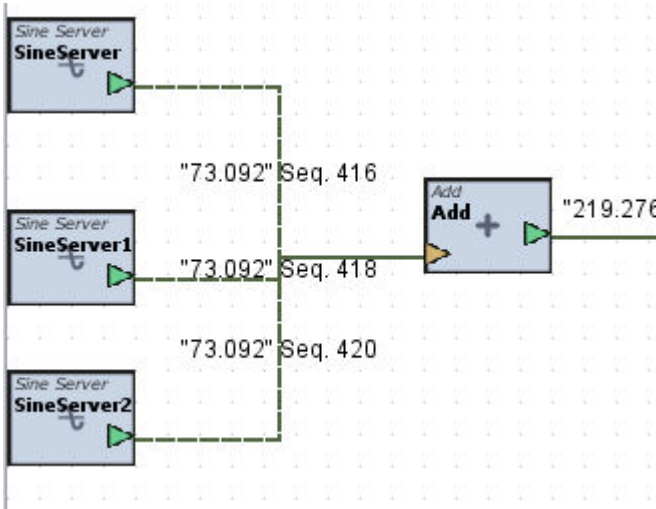 Sine Server
SineServer
"73.092" Seq. 416
Add
Add
"219.276
Sine Server
SineServer1
"73.092" Seq. 418
"73.092" Seq. 420
Sine Server
SineServer2